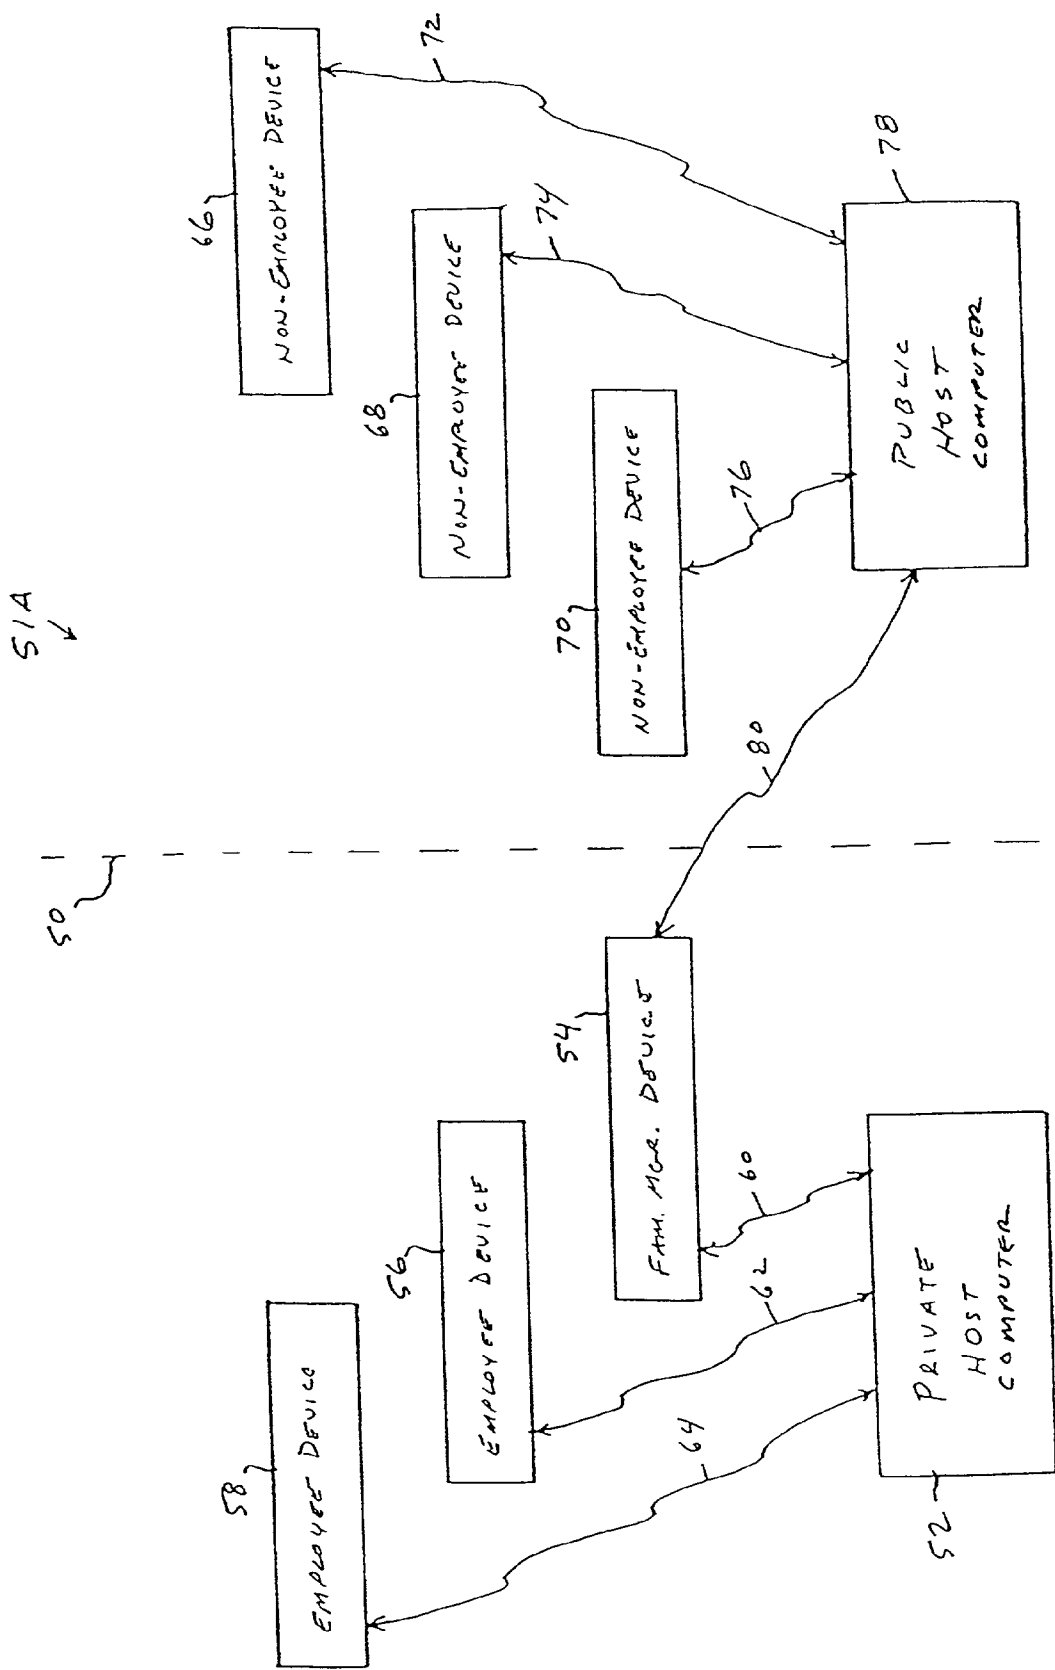 51A
50
58
EMPLOYEE DEVICE
56
EMPLOYEE DEVICE
54
FAM. MGR. DEVICE
64
62
60
52
PRIVATE
HOST
COMPUTER
66
NON-EMPLOYEE DEVICE
68
NON-EMPOYEE DEVICE
70
NON-EMPLOYEE DEVICE
72
74
76
80
78
PUBLIC
HOST
COMPUTER